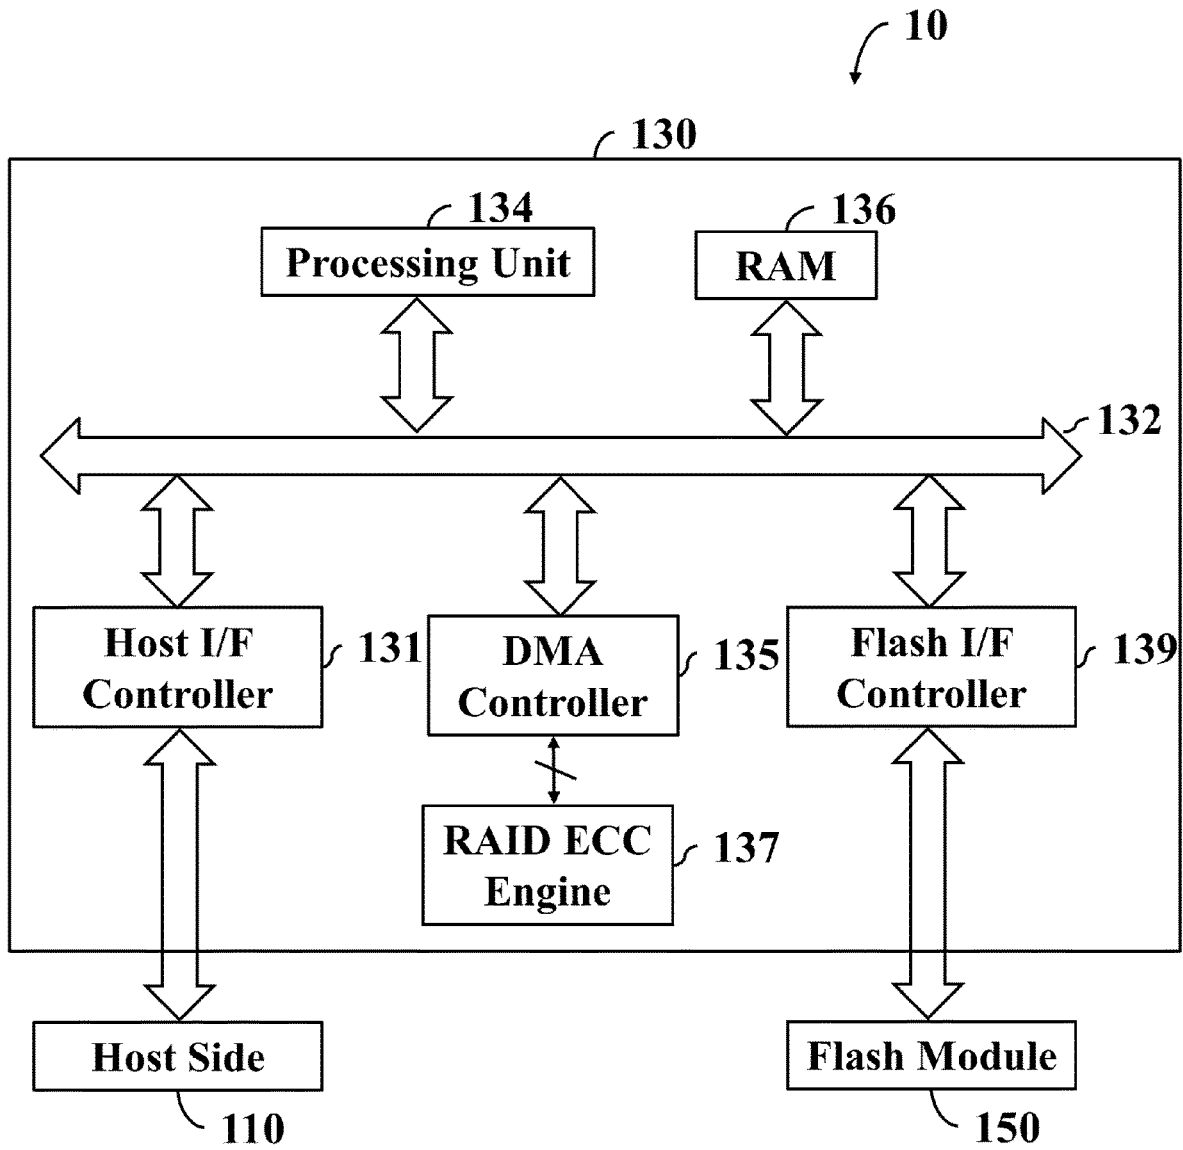 10
130
134
Processing Unit
136
RAM
132
Host I/F
Controller
131
DMA
Controller
135
Flash I/F
Controller
139
RAID ECC
Engine
137
Host Side
110
Flash Module
150